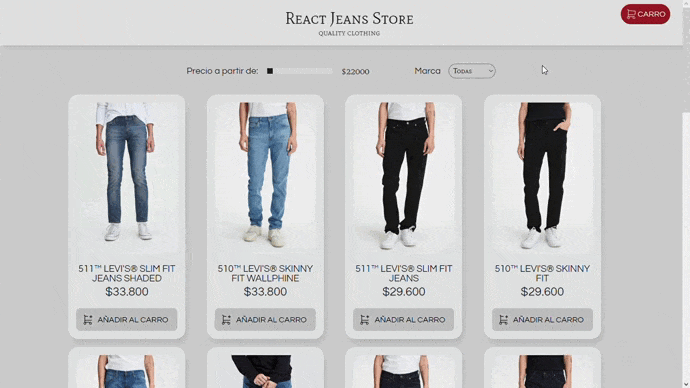 React Jeans Store
QUALITY CLOTHING
CARRO
Precio a partir de:
$22000
Marca
Todas
511™ LEVI'S® SLIM FIT
JEANS SHADED
$33.800
AÑADIR AL CARRO
510™ LEVI'S® SKINNY
FIT WALLPHINE
$33.800
AÑADIR AL CARRO
511™ LEVI'S® SLIM FIT
JEANS
$29.600
AÑADIR AL CARRO
510™ LEVI'S® SKINNY
FIT
$29.600
AÑADIR AL CARRO